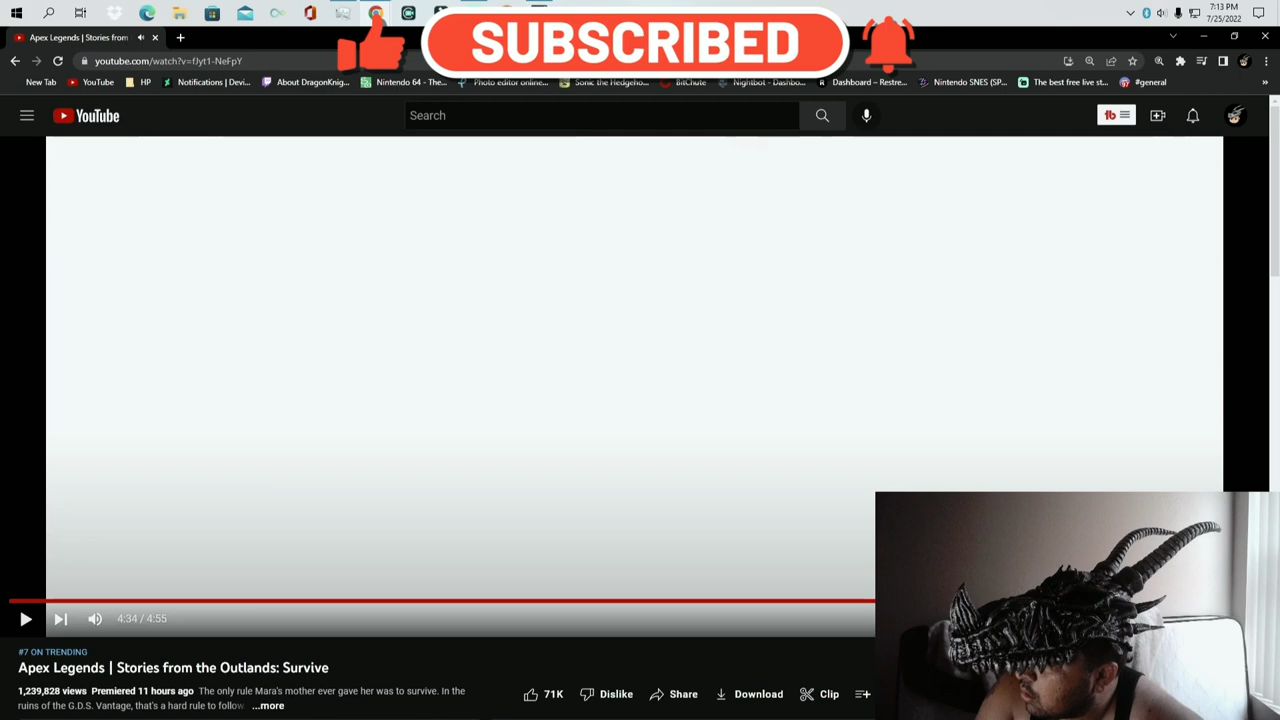 7:13 PM
7/25/2022
SUBSCRIBED
Apex Legends | Stories from
youtube.com/watch?v=fJyt1-NeFpY
New Tab YouTube HP Notifications | Devi... About DragonKnig... Nintendo 64 - The... Photo editor online... Sonic the Hedgeho... BitChute Nightbot - Dashbo... Dashboard – Restre... Nintendo SNES (SP... The best free live st... #general »
YouTube Search
4:34 / 4:55
#7 ON TRENDING
Apex Legends | Stories from the Outlands: Survive
1,239,828 views Premiered 11 hours ago The only rule Mara's mother ever gave her was to survive. In the
ruins of the G.D.S. Vantage, that's a hard rule to follow. ...more
71K Dislike Share Download Clip